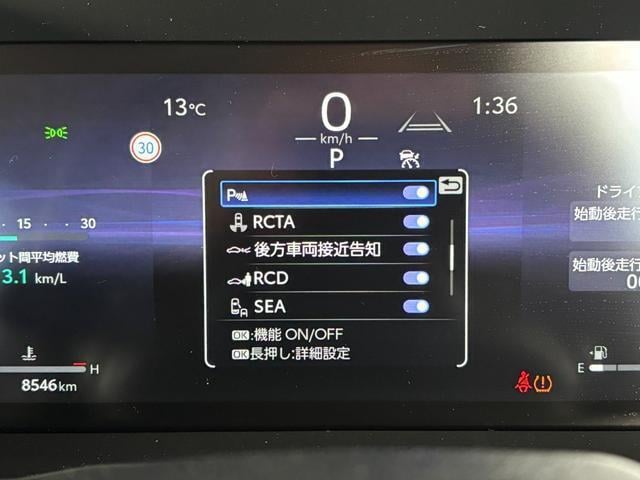 13°C
0
km/h
P
1:36
30
P
RCTA
後方車両接近告知
RCD
SEA
OK:機能 ON/OFF
OK長押し:詳細設定
15
30
ット間平均燃費
3.1 km/L
H
8546km
ドライブ
始動後走行
始動後走行
00
E